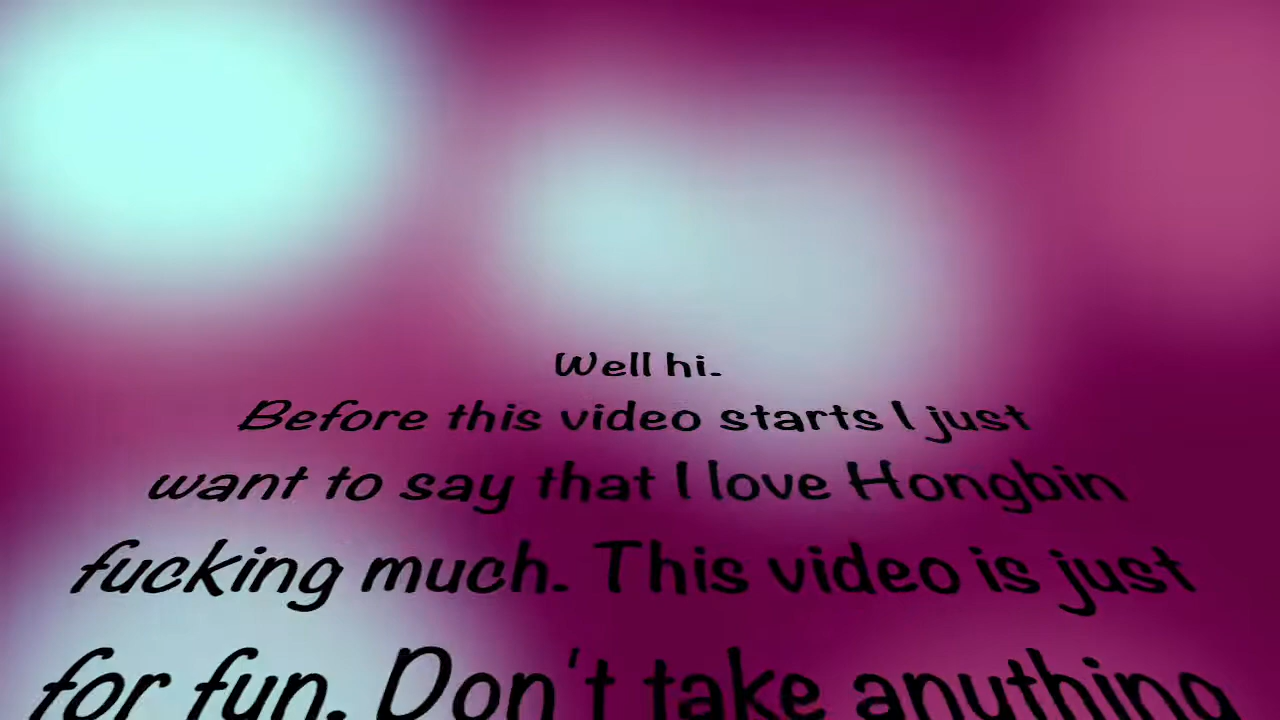 Well hi.
Before this video starts I just
want to say that I love Hongbin
fucking much. This video is just
for fun. Don't take anything